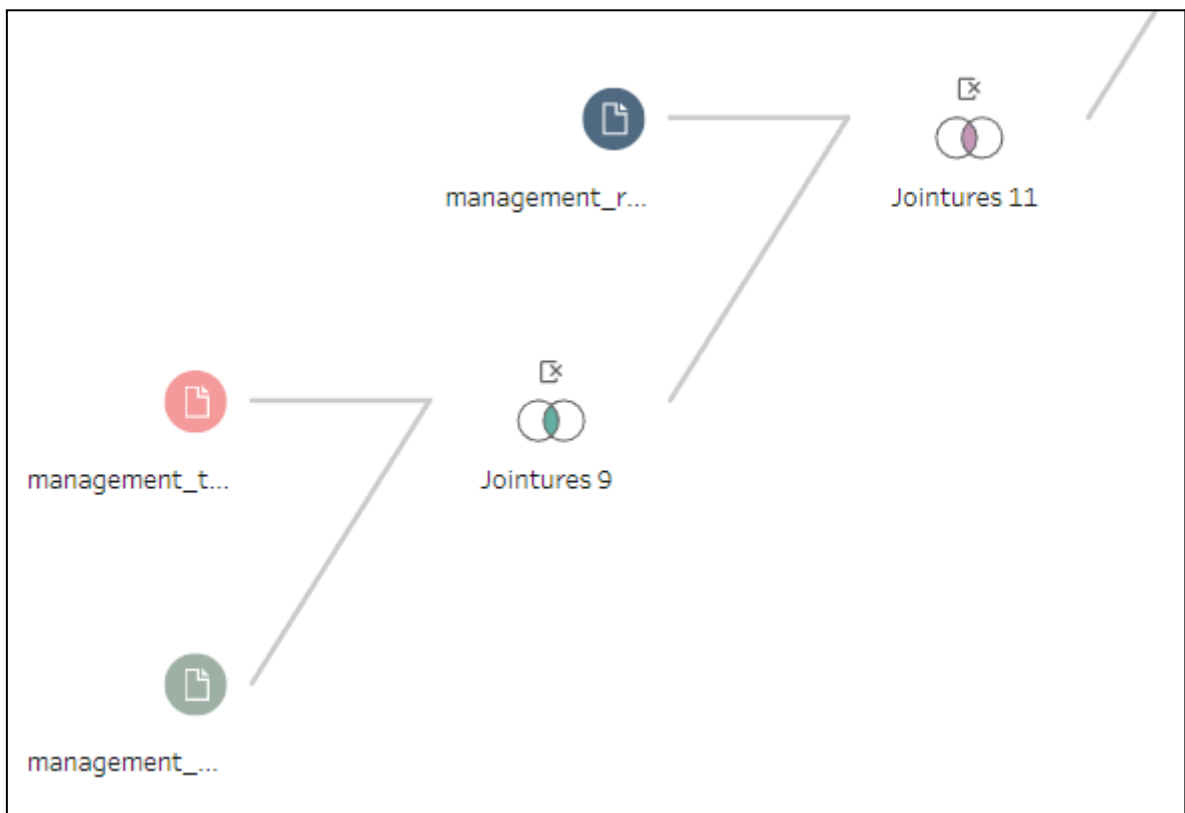 management_r...
Jointures 11
management_t...
Jointures 9
management_...